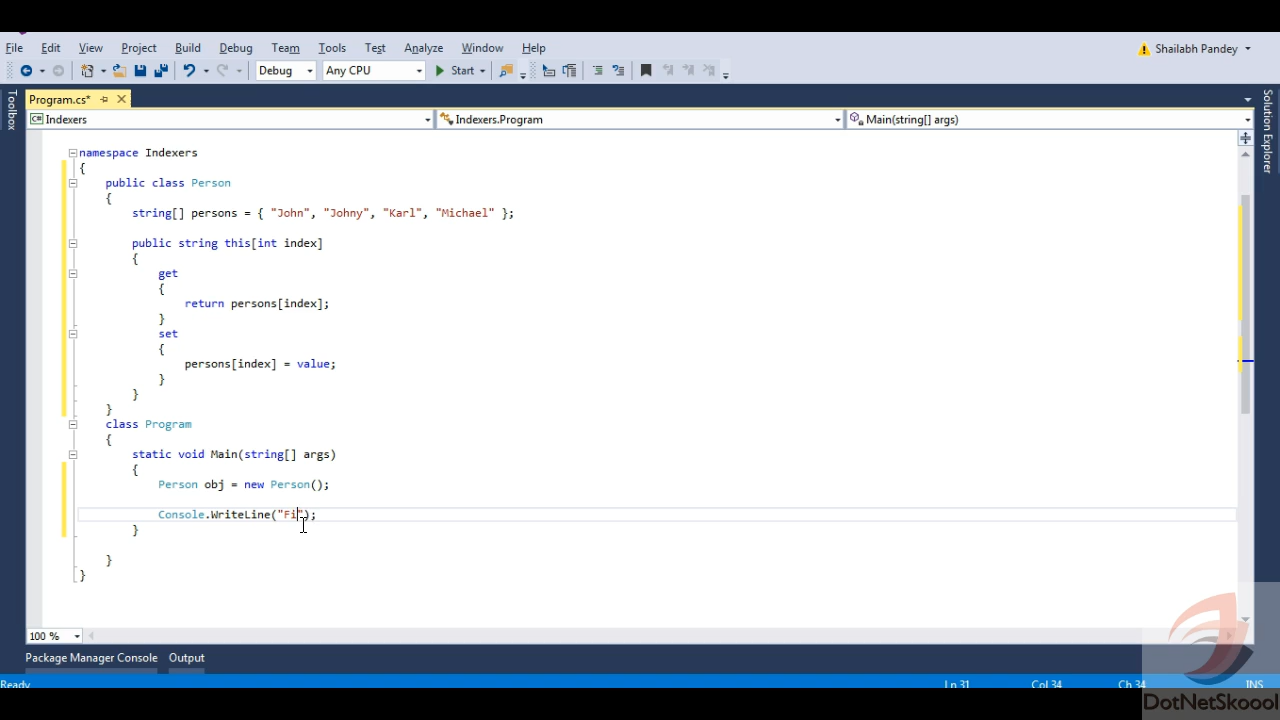 File Edit View Project Build Debug Team Tools Test Analyze Window Help Shailabh Pandey
Debug Any CPU Start
Toolbox
Program.cs*
Solution Explorer
Indexers Indexers.Program Main(string[] args)
namespace Indexers
{
public class Person
{
string[] persons = { "John", "Johny", "Karl", "Michael" };
public string this[int index]
{
get
{
return persons[index];
}
set
{
persons[index] = value;
}
}
}
class Program
{
static void Main(string[] args)
{
Person obj = new Person();
Console.WriteLine("Fi");
}
}
}
100 %
Package Manager Console Output
Ready Ln 31 Col 34 Ch 34 INS
DotNetSkoool